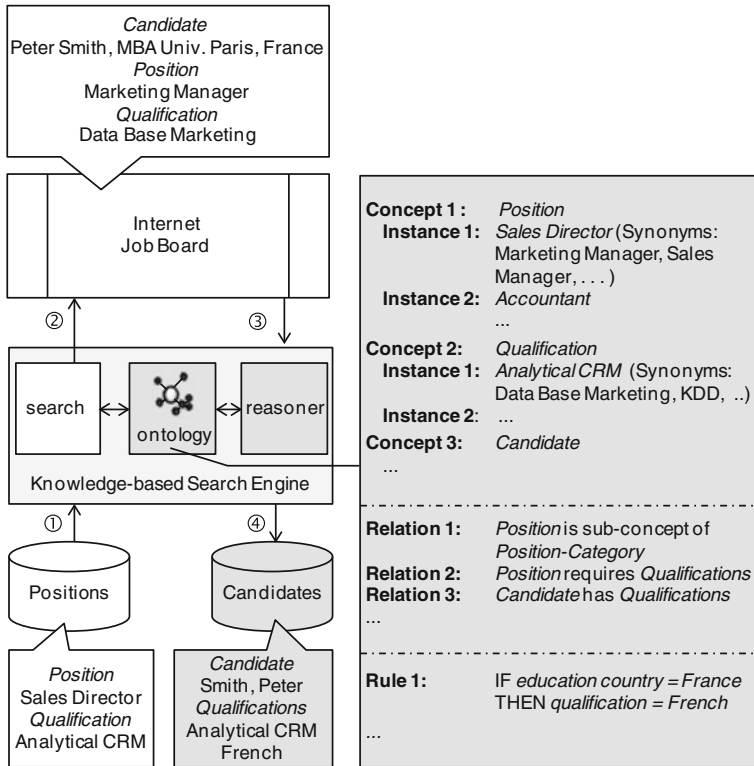 Candidate
Peter Smith, MBA Univ. Paris, France
Position
Marketing Manager
Qualification
Data Base Marketing
Internet
Job Board
②
③
search
ontology
reasoner
Knowledge-based Search Engine
①
④
Positions
Candidates
Position
Sales Director
Qualification
Analytical CRM
Candidate
Smith, Peter
Qualifications
Analytical CRM
French
Concept 1 : Position
Instance 1: Sales Director (Synonyms:
Marketing Manager, Sales
Manager, . . . )
Instance 2: Accountant
...
Concept 2: Qualification
Instance 1: Analytical CRM (Synonyms:
Data Base Marketing, KDD, ..)
Instance 2: ...
Concept 3: Candidate
...
Relation 1: Position is sub-concept of
Position-Category
Relation 2: Position requires Qualifications
Relation 3: Candidate has Qualifications
...
Rule 1: IF education country = France
THEN qualification = French
...